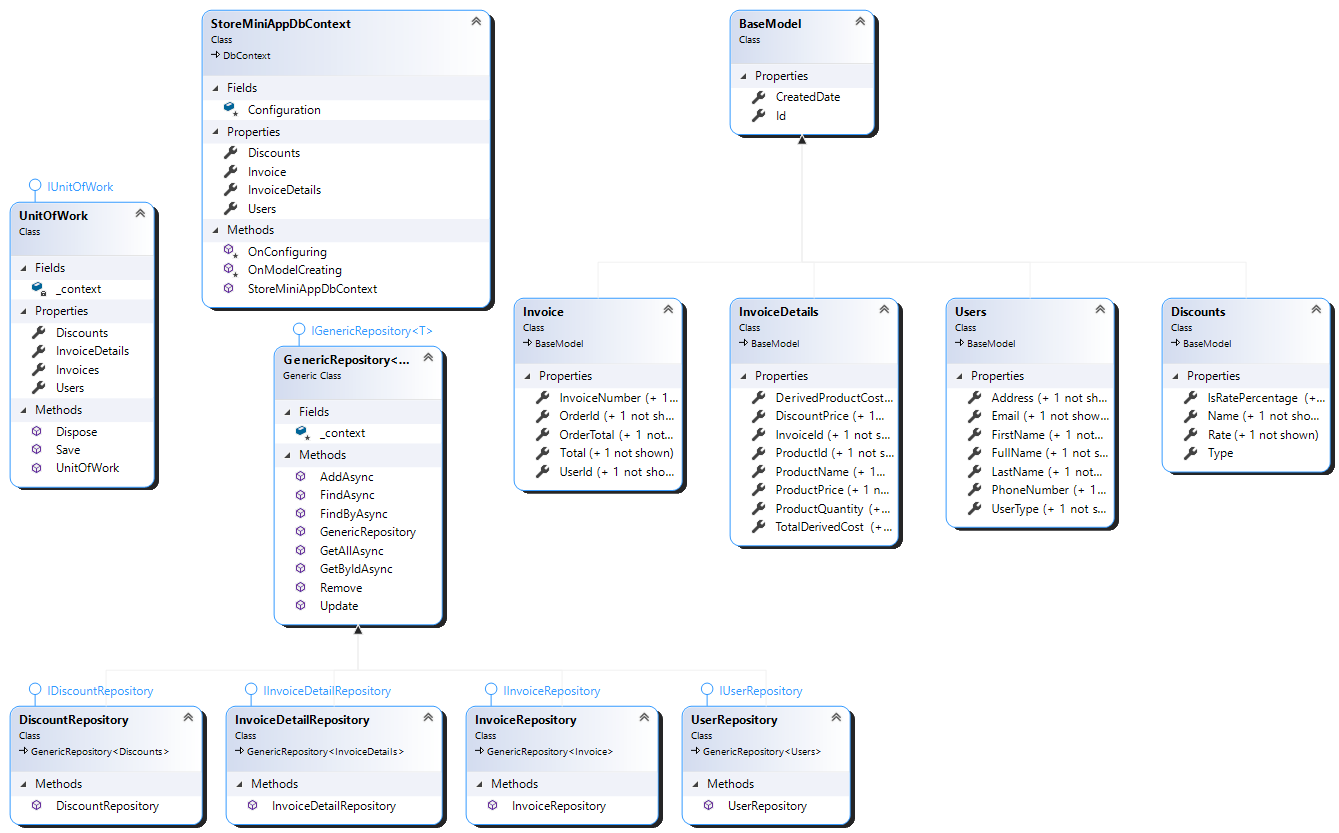 StoreMiniAppDbContext
Class
DbContext
Fields
Configuration
Properties
Discounts
Invoice
InvoiceDetails
Users
Methods
OnConfiguring
OnModelCreating
StoreMiniAppDbContext
BaseModel
Class
Properties
CreatedDate
Id
IUnitOfWork
UnitOfWork
Class
Fields
_context
Properties
Discounts
InvoiceDetails
Invoices
Users
Methods
Dispose
Save
UnitOfWork
IGenericRepository<T>
GenericRepository<...
Generic Class
Fields
_context
Methods
AddAsync
FindAsync
FindByAsync
GenericRepository
GetAllAsync
GetByIdAsync
Remove
Update
Invoice
Class
BaseModel
Properties
InvoiceNumber (+ 1...
OrderId (+ 1 not sho...
OrderTotal (+ 1 not...
Total (+ 1 not shown)
UserId (+ 1 not sho...
InvoiceDetails
Class
BaseModel
Properties
DerivedProductCost...
DiscountPrice (+ 1...
InvoiceId (+ 1 not s...
ProductId (+ 1 not s...
ProductName (+ 1...
ProductPrice (+ 1 n...
ProductQuantity (+...
TotalDerivedCost (+...
Users
Class
BaseModel
Properties
Address (+ 1 not sh...
Email (+ 1 not show...
FirstName (+ 1 not...
FullName (+ 1 not s...
LastName (+ 1 not...
PhoneNumber (+ 1...
UserType (+ 1 not s...
Discounts
Class
BaseModel
Properties
IsRatePercentage (+...
Name (+ 1 not sho...
Rate (+ 1 not shown)
Type
IDiscountRepository
DiscountRepository
Class
GenericRepository<Discounts>
Methods
DiscountRepository
IInvoiceDetailRepository
InvoiceDetailRepository
Class
GenericRepository<InvoiceDetails>
Methods
InvoiceDetailRepository
IInvoiceRepository
InvoiceRepository
Class
GenericRepository<Invoice>
Methods
InvoiceRepository
IUserRepository
UserRepository
Class
GenericRepository<Users>
Methods
UserRepository